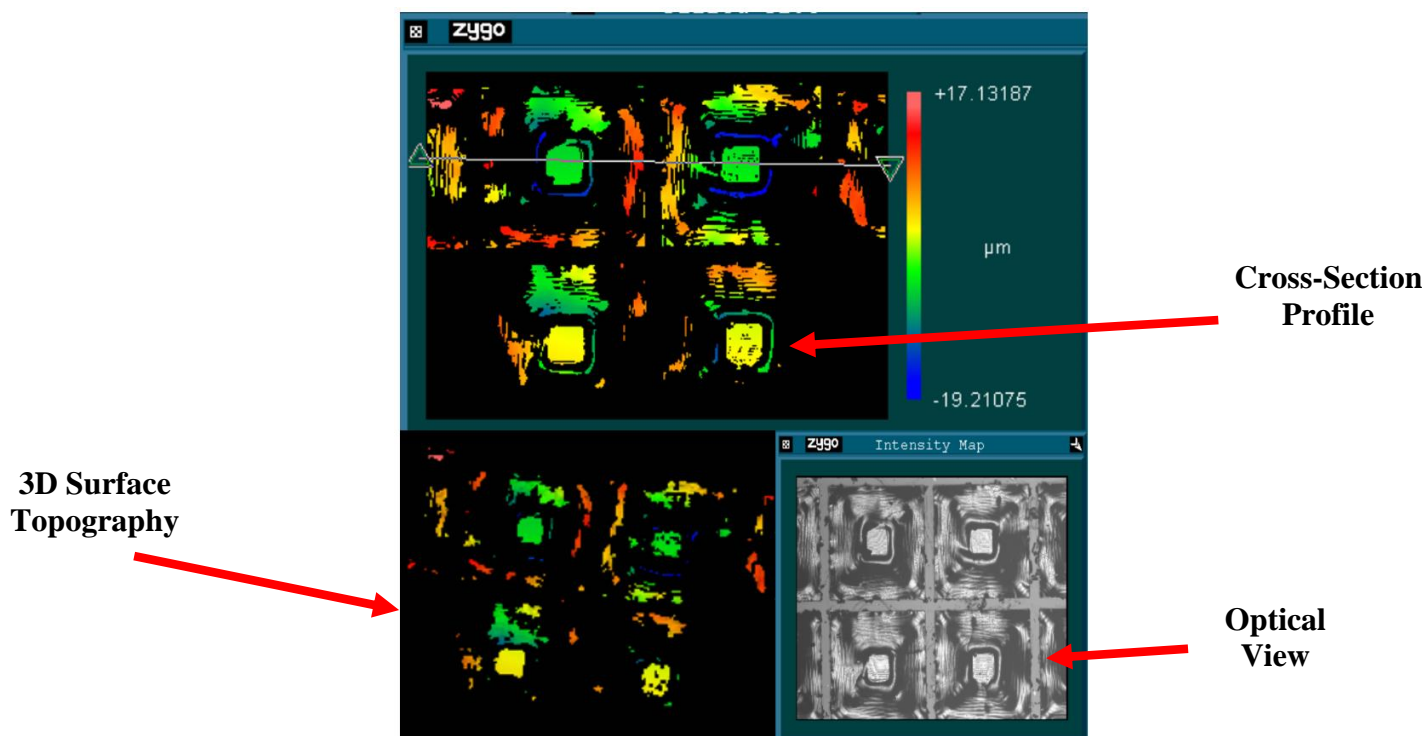 zygo
+17.13187
µm
-19.21075
Cross-Section
Profile
3D Surface
Topography
zygo Intensity Map
Optical
View